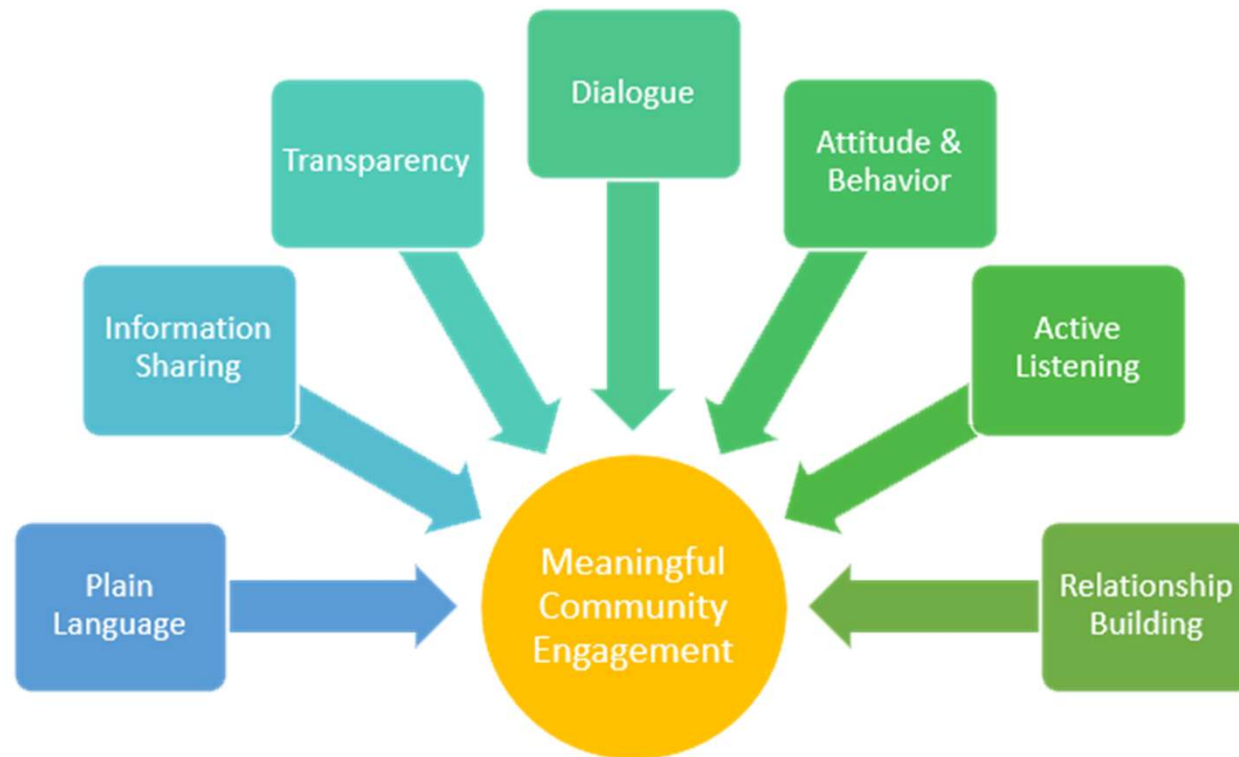 Dialogue
Transparency
Attitude &
Behavior
Information
Sharing
Active
Listening
Plain
Language
Meaningful
Community
Engagement
Relationship
Building